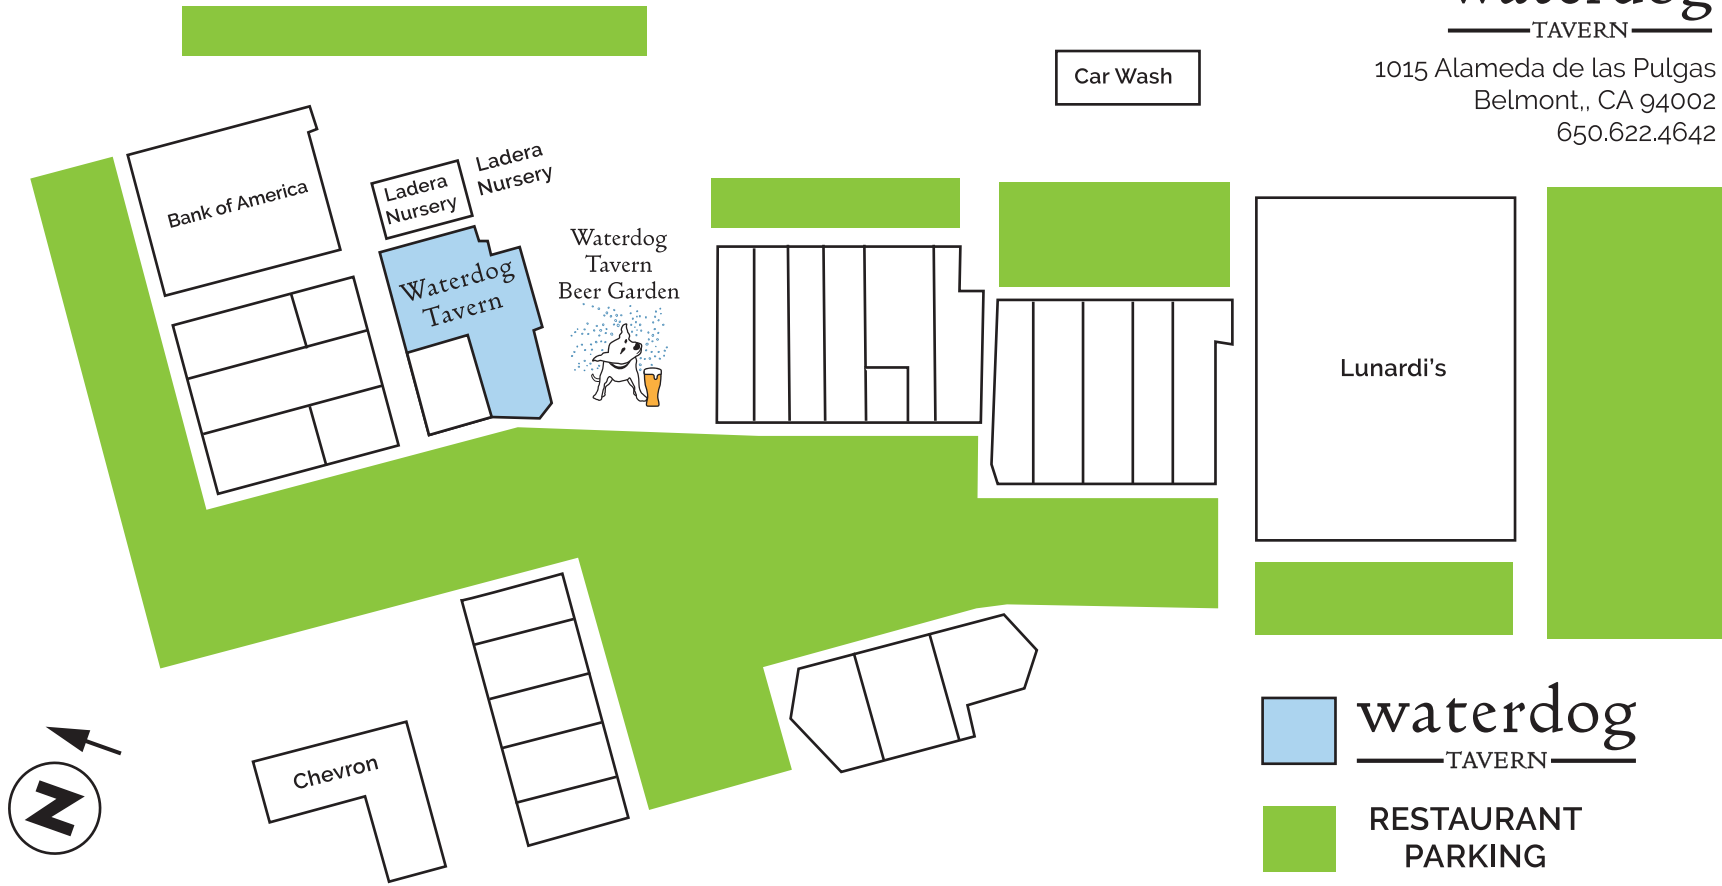 waterdog
TAVERN
1015 Alameda de las Pulgas
Belmont,, CA 94002
650.622.4642
Car Wash
Bank of America
Ladera
Nursery
Ladera
Nursery
Waterdog
Tavern
Waterdog
Tavern
Beer Garden
Lunardi’s
Chevron
N
waterdog
TAVERN
RESTAURANT
PARKING